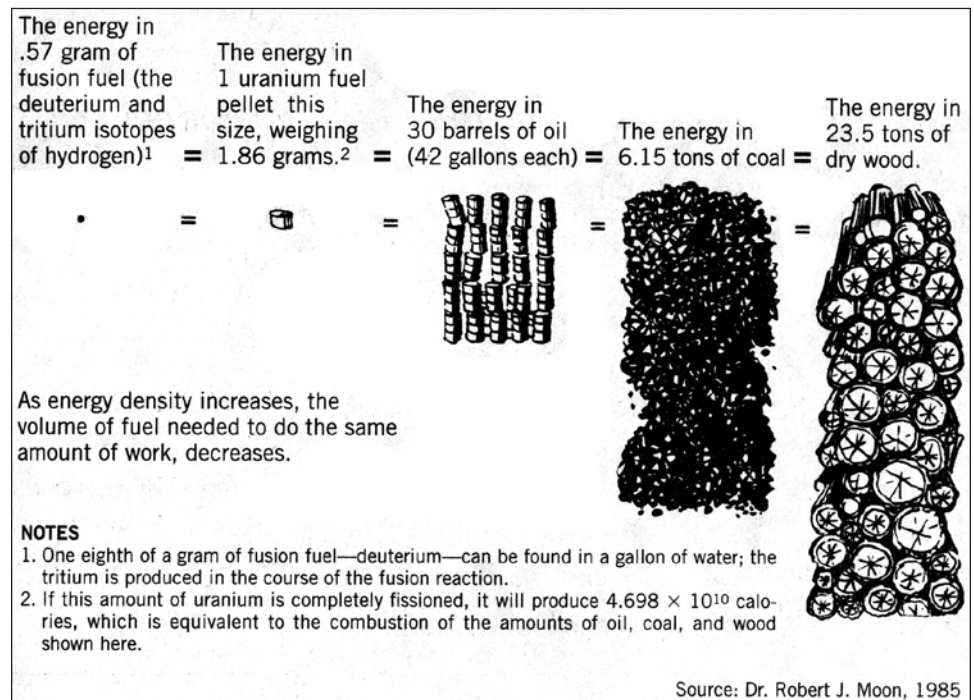 The energy in
.57 gram of
fusion fuel (the
deuterium and
tritium isotopes
of hydrogen)1 =
The energy in
1 uranium fuel
pellet this
size, weighing
1.86 grams.2 =
The energy in
30 barrels of oil
(42 gallons each) =
The energy in
6.15 tons of coal =
The energy in
23.5 tons of
dry wood.
= = = =
As energy density increases, the
volume of fuel needed to do the same
amount of work, decreases.
NOTES
1. One eighth of a gram of fusion fuel—deuterium—can be found in a gallon of water; the
tritium is produced in the course of the fusion reaction.
2. If this amount of uranium is completely fissioned, it will produce 4.698 × 10¹⁰ calo-
ries, which is equivalent to the combustion of the amounts of oil, coal, and wood
shown here.
Source: Dr. Robert J. Moon, 1985